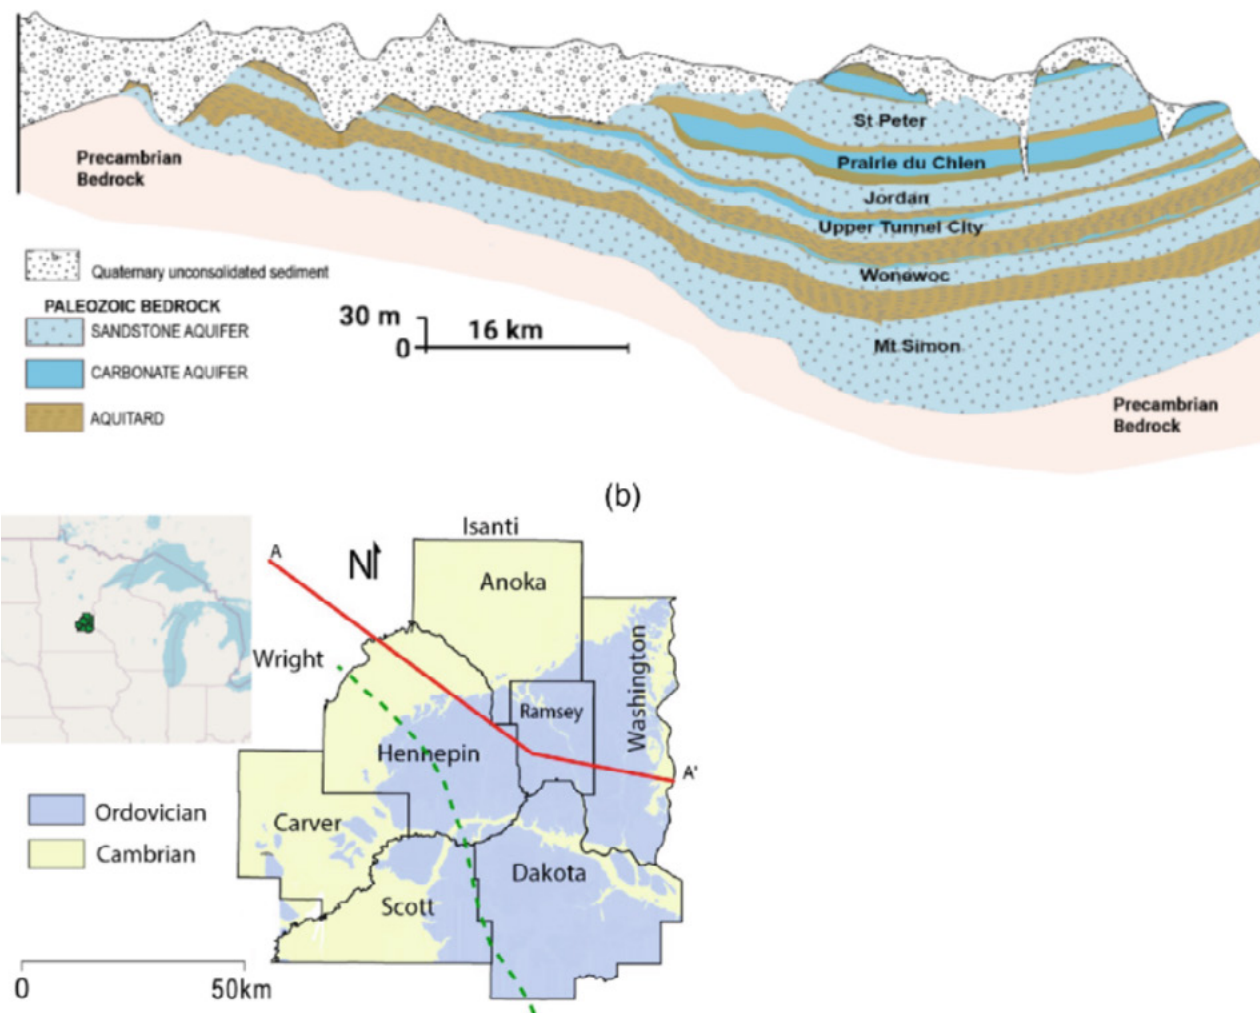 St Peter
Precambrian
Bedrock
Prairie du Chien
Jordan
Upper Tunnel City
Wonewoc
Mt Simon
Quaternary unconsolidated sediment
PALEOZOIC BEDROCK
SANDSTONE AQUIFER
CARBONATE AQUIFER
AQUITARD
30 m
0
16 km
Precambrian
Bedrock
(b)
Isanti
A
N
Anoka
Wright
Washington
Ramsey
Hennepin
A'
Ordovician
Cambrian
Carver
Dakota
Scott
0
50km